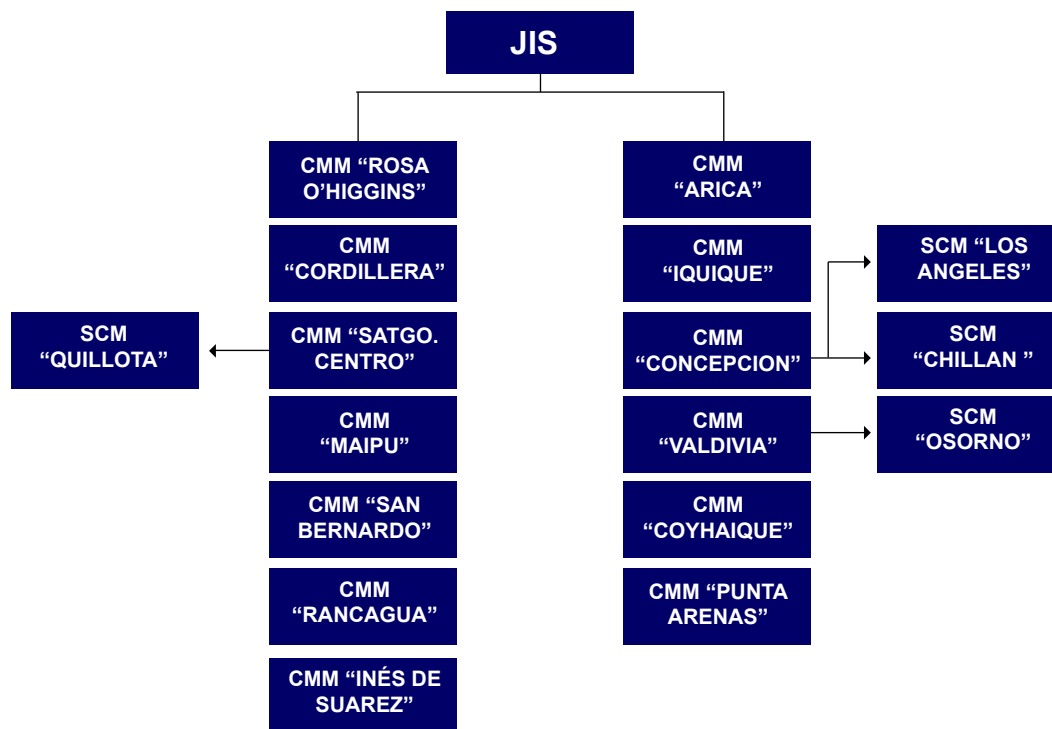 JIS
CMM “ROSA
O’HIGGINS”
CMM
“CORDILLERA”
SCM
“QUILLOTA”
CMM “SATGO.
CENTRO”
CMM
“MAIPU”
CMM “SAN
BERNARDO”
CMM
“RANCAGUA”
CMM “INÉS DE
SUAREZ”
CMM
“ARICA”
CMM
“IQUIQUE”
CMM
“CONCEPCION”
CMM
“VALDIVIA”
CMM
“COYHAIQUE”
CMM “PUNTA
ARENAS”
SCM “LOS
ANGELES”
SCM
“CHILLAN ”
SCM
“OSORNO”